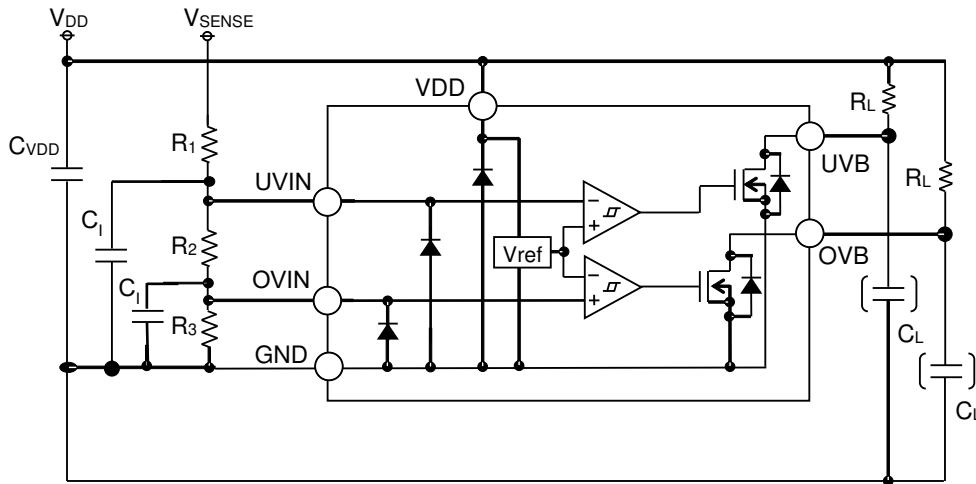 VDD
VSENSE
VDD
RL
CVDD
R1
UVIN
UVB
RL
CI
R2
Vref
OVB
CI
OVIN
R3
GND
CL
CL
−
+
−
+